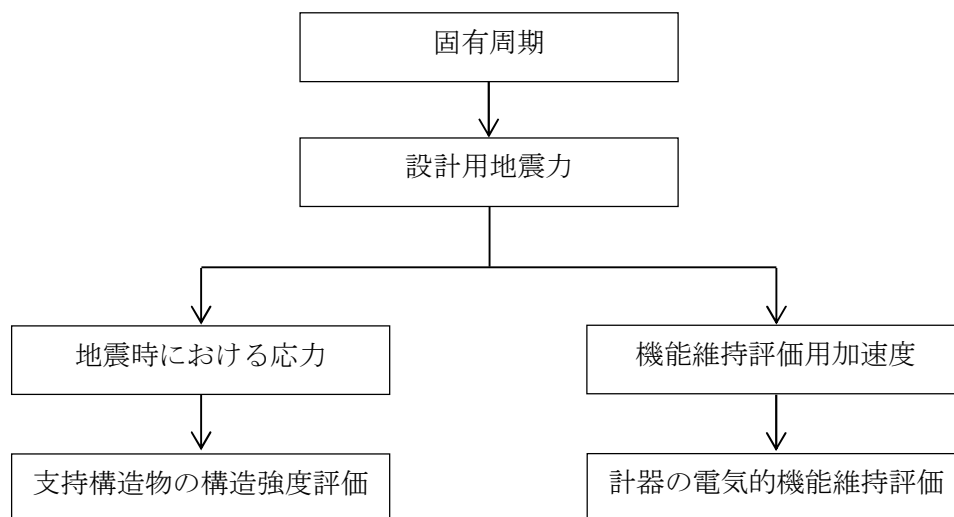 固有周期
設計用地震力
地震時における応力
機能維持評価用加速度
支持構造物の構造強度評価
計器の電気的機能維持評価